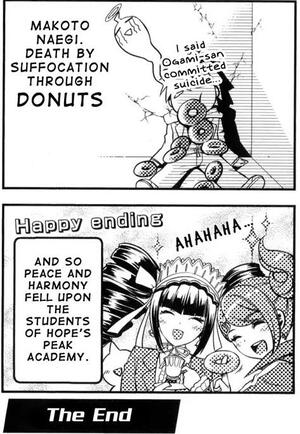 MAKOTO
NAEGI.
DEATH BY
SUFFOCATION
THROUGH
DONUTS
I said
Ogami-san
committed
suicide...
Happy ending
AHAHAHA...
AND SO
PEACE AND
HARMONY
FELL UPON
THE
STUDENTS
OF HOPE'S
PEAK
ACADEMY.
The End